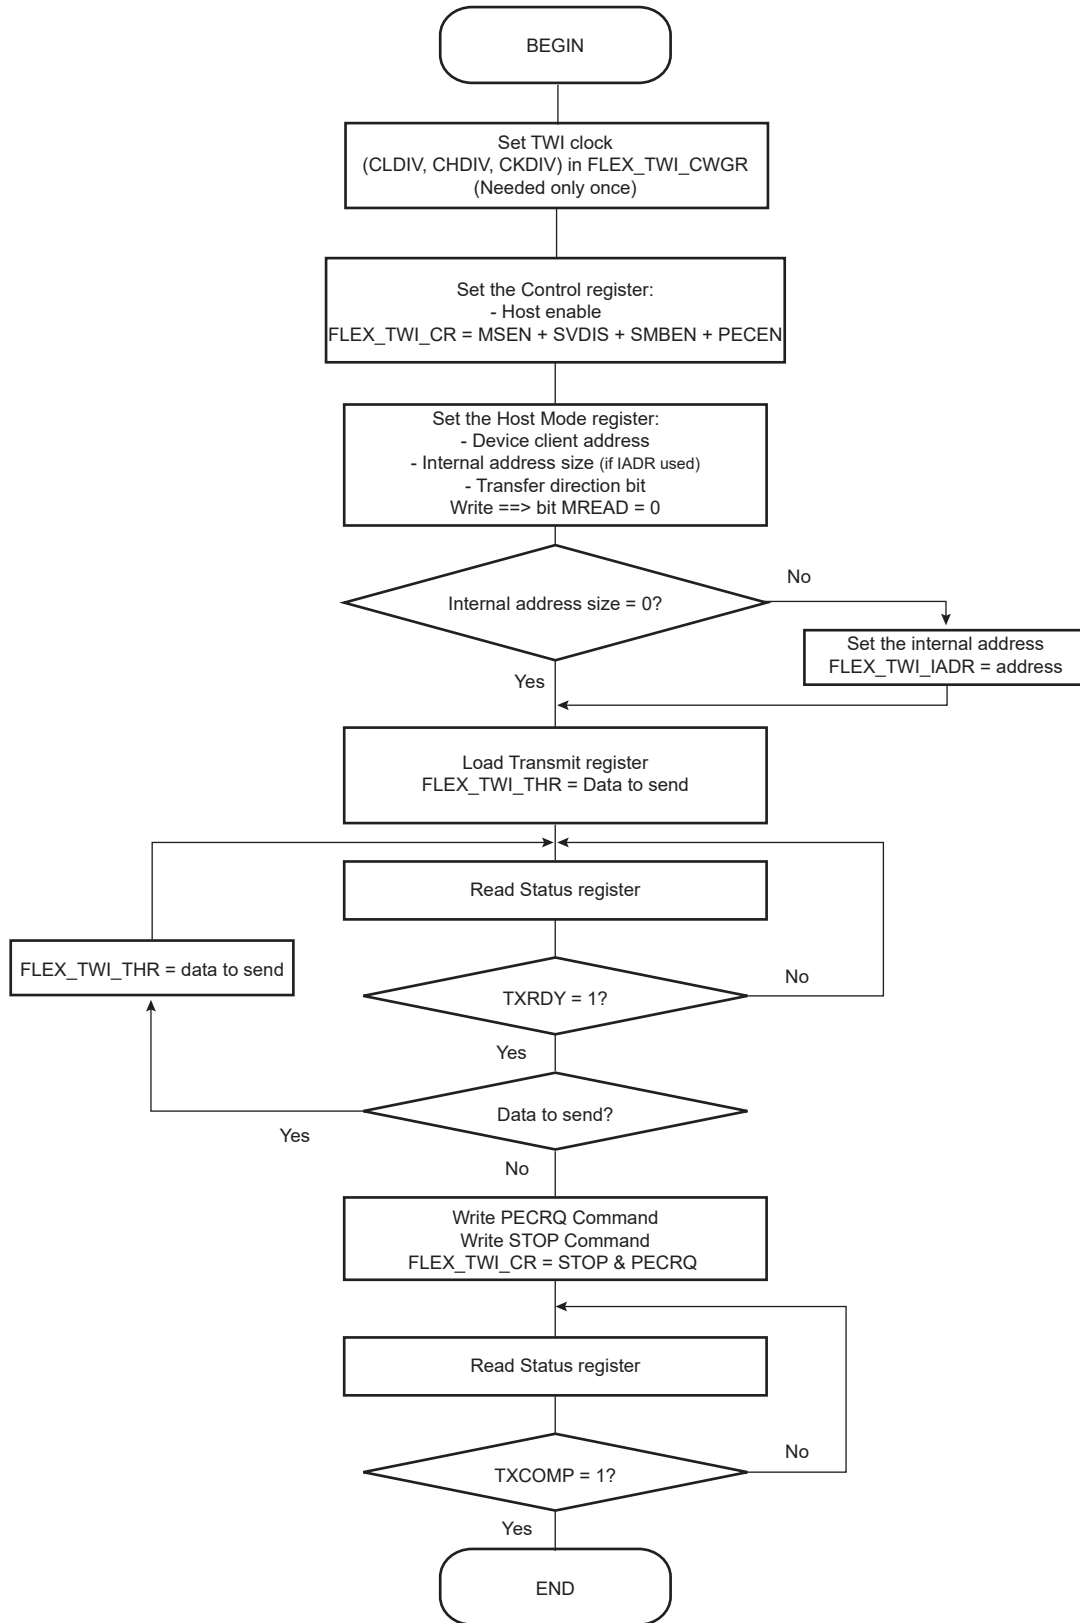 BEGIN
Set TWI clock
(CLDIV, CHDIV, CKDIV) in FLEX_TWI_CWGR
(Needed only once)
Set the Control register:
- Host enable
FLEX_TWI_CR = MSEN + SVDIS + SMBEN + PECEN
Set the Host Mode register:
- Device client address
- Internal address size (if IADR used)
- Transfer direction bit
Write ==> bit MREAD = 0
Internal address size = 0?
No
Set the internal address
FLEX_TWI_IADR = address
Yes
Load Transmit register
FLEX_TWI_THR = Data to send
Read Status register
FLEX_TWI_THR = data to send
TXRDY = 1?
No
Yes
Data to send?
Yes
No
Write PECRQ Command
Write STOP Command
FLEX_TWI_CR = STOP & PECRQ
Read Status register
TXCOMP = 1?
No
Yes
END